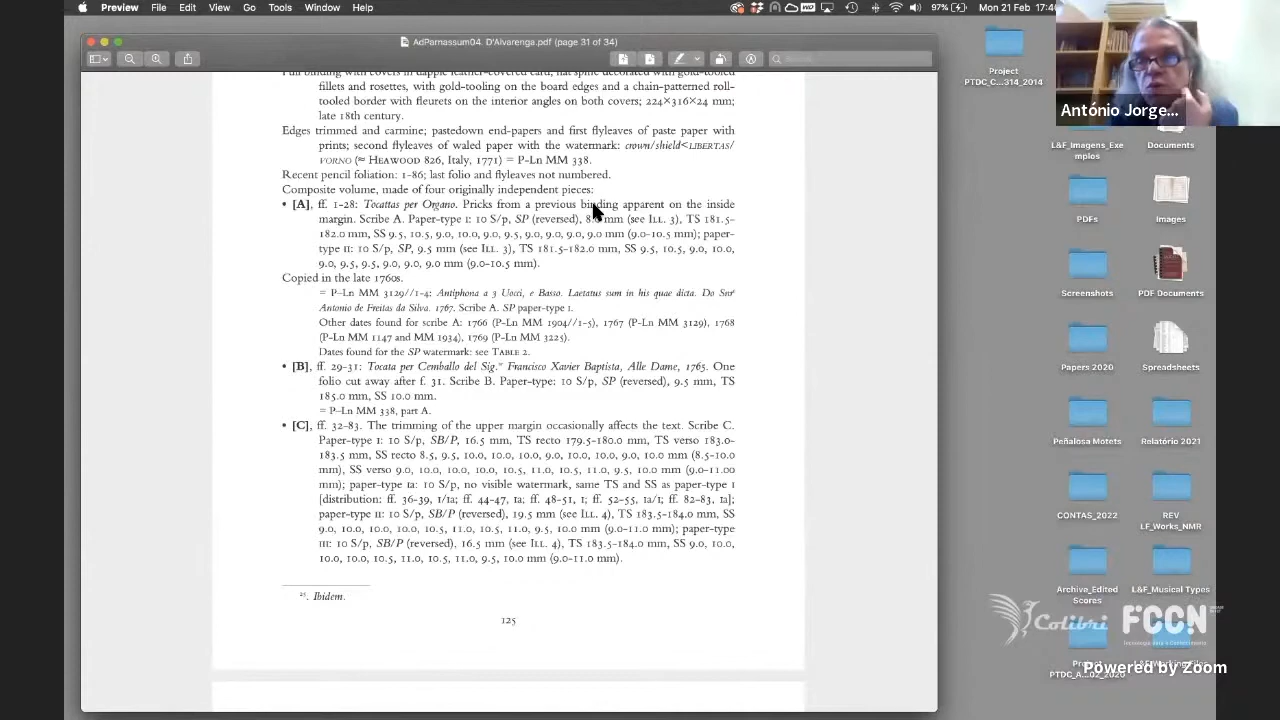 Preview File Edit View Go Tools Window Help
97% Mon 21 Feb 17:4
AdParnassum04. D'Alvarenga.pdf (page 31 of 34)
Search
Full binding with covers in dapple leather-covered card, flat spine decorated with gold-tooled
fillets and rosettes, with gold-tooling on the board edges and a chain-patterned roll-
tooled border with fleurets on the interior angles on both covers; 224×316×24 mm;
late 18th century.
Edges trimmed and carmine; pastedown end-papers and first flyleaves of paste paper with
prints; second flyleaves of waled paper with the watermark: crown/shield<LIBERTAS/
VORNO (≈ HEAWOOD 826, Italy, 1771) = P-Ln MM 338.
Recent pencil foliation: 1-86; last folio and flyleaves not numbered.
Composite volume, made of four originally independent pieces:
• [A], ff. 1-28: Tocattas per Organo. Pricks from a previous binding apparent on the inside
margin. Scribe A. Paper-type I: 10 S/p, SP (reversed), mm (see ILL. 3), TS 181.5-
182.0 mm, SS 9.5, 10.5, 9.0, 10.0, 9.0, 9.5, 9.0, 9.0, 9.0, 9.0 mm (9.0-10.5 mm); paper-
type II: 10 S/p, SP, 9.5 mm (see ILL. 3), TS 181.5-182.0 mm, SS 9.5, 10.5, 9.0, 10.0,
9.0, 9.5, 9.5, 9.0, 9.0, 9.0 mm (9.0-10.5 mm).
Copied in the late 1760s.
= P-Ln MM 3129//1-4: Antiphona a 3 Uocci, e Basso. Laetatus sum in his quae dicta. Do Snr
Antonio de Freitas da Silva. 1767. Scribe A. SP paper-type I.
Other dates found for scribe A: 1766 (P-Ln MM 1904//1-5), 1767 (P-Ln MM 3129), 1768
(P-Ln MM 1147 and MM 1934), 1769 (P-Ln MM 3225).
Dates found for the SP watermark: see TABLE 2.
• [B], ff. 29-31: Tocata per Cemballo del Sig.re Francisco Xavier Baptista, Alle Dame, 1765. One
folio cut away after f. 31. Scribe B. Paper-type: 10 S/p, SP (reversed), 9.5 mm, TS
185.0 mm, SS 10.0 mm.
= P-Ln MM 338, part A.
• [C], ff. 32-83. The trimming of the upper margin occasionally affects the text. Scribe C.
Paper-type I: 10 S/p, SB/P, 16.5 mm, TS recto 179.5-180.0 mm, TS verso 183.0-
183.5 mm, SS recto 8.5, 9.5, 10.0, 10.0, 10.0, 9.0, 10.0, 10.0, 9.0, 10.0 mm (8.5-10.0
mm), SS verso 9.0, 10.0, 10.0, 10.0, 10.5, 11.0, 10.5, 11.0, 9.5, 10.0 mm (9.0-11.00
mm); paper-type Ia: 10 S/p, no visible watermark, same TS and SS as paper-type I
[distribution: ff. 36-39, I/Ia; ff. 44-47, Ia; ff. 48-51, I; ff. 52-55, Ia/I; ff. 82-83, Ia];
paper-type II: 10 S/p, SB/P (reversed), 19.5 mm (see ILL. 4), TS 183.5-184.0 mm, SS
9.0, 10.0, 10.0, 10.0, 10.5, 11.0, 10.5, 11.0, 9.5, 10.0 mm (9.0-11.0 mm); paper-type
III: 10 S/p, SB/P (reversed), 16.5 mm (see ILL. 4), TS 183.5-184.0 mm, SS 9.0, 10.0,
10.0, 10.0, 10.5, 11.0, 10.5, 11.0, 9.5, 10.0 mm (9.0-11.0 mm).
25. Ibidem.
125
Project
PTDC_C...314_2014
António Jorge
L&F_Imagens_Exe
mplos
Documents
PDFs
Images
Screenshots
PDF Documents
Papers 2020
Spreadsheets
Peñalosa Motets
Relatório 2021
CONTAS_2022
REV
LF_Works_NMR
Archive_Edited
Scores
L&F_Musical Types
Colibri
FCCN
PTDC_A...02_2020
Powered by Zoom